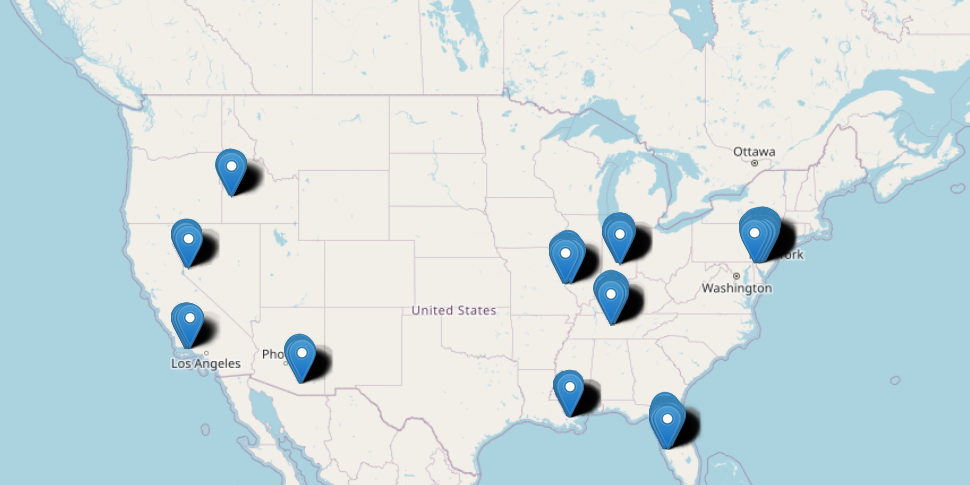 Ottawa
ork
Washington
United States
Pho
Los Angeles